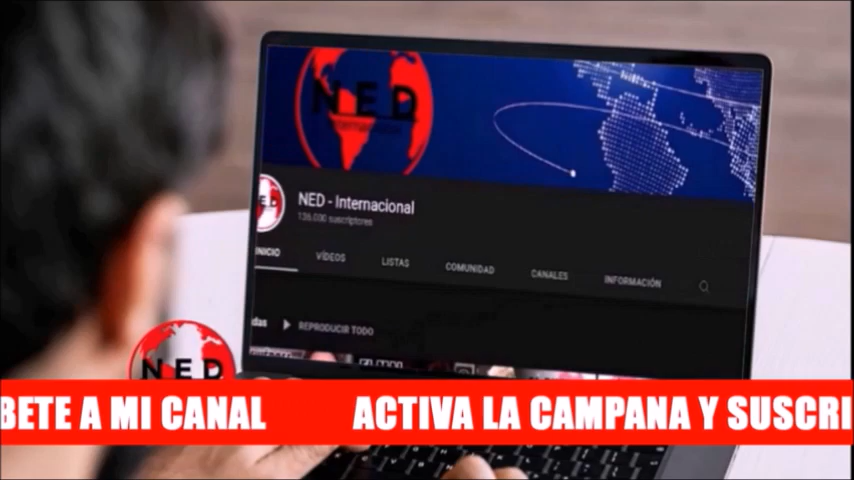 NED
NED - Internacional
136.000 suscriptores
INICIO
VÍDEOS
LISTAS
COMUNIDAD
CANALES
INFORMACIÓN
REPRODUCIR TODO
NED
BETE A MI CANAL
ACTIVA LA CAMPANA Y SUSCRI